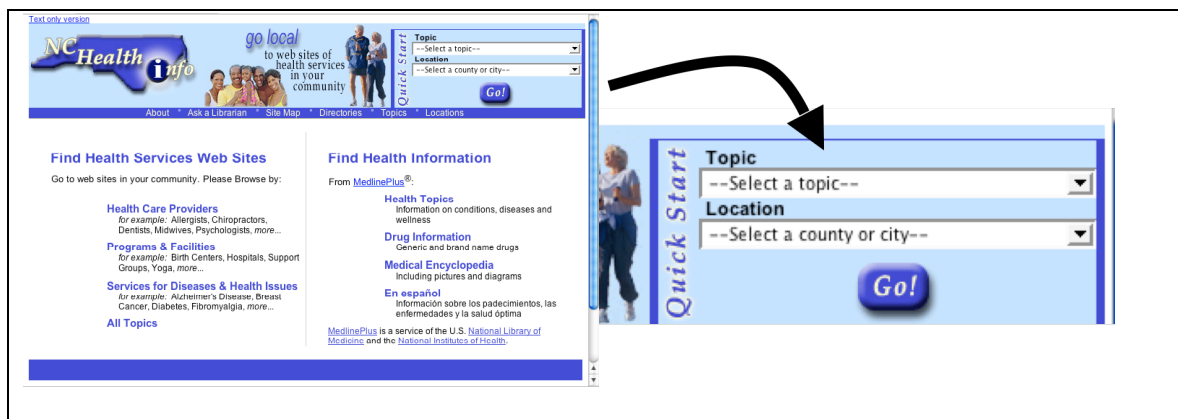 Text only version
NC Health Info
go local
to web sites of
health services
in your
community
Quick Start
Topic
--Select a topic--
Location
--Select a county or city--
Go!
About * Ask a Librarian * Site Map * Directories * Topics * Locations
Find Health Services Web Sites
Go to web sites in your community. Please Browse by:
Health Care Providers
for example: Allergists, Chiropractors,
Dentists, Midwives, Psychologists, more...
Programs & Facilities
for example: Birth Centers, Hospitals, Support
Groups, Yoga, more...
Services for Diseases & Health Issues
for example: Alzheimer's Disease, Breast
Cancer, Diabetes, Fibromyalgia, more...
All Topics
Find Health Information
From MedlinePlus®:
Health Topics
Information on conditions, diseases and
wellness
Drug Information
Generic and brand name drugs
Medical Encyclopedia
Including pictures and diagrams
En español
Información sobre los padecimientos, las
enfermedades y la salud óptima
MedlinePlus is a service of the U.S. National Library of
Medicine and the National Institutes of Health.
Quick Start
Topic
--Select a topic--
Location
--Select a county or city--
Go!